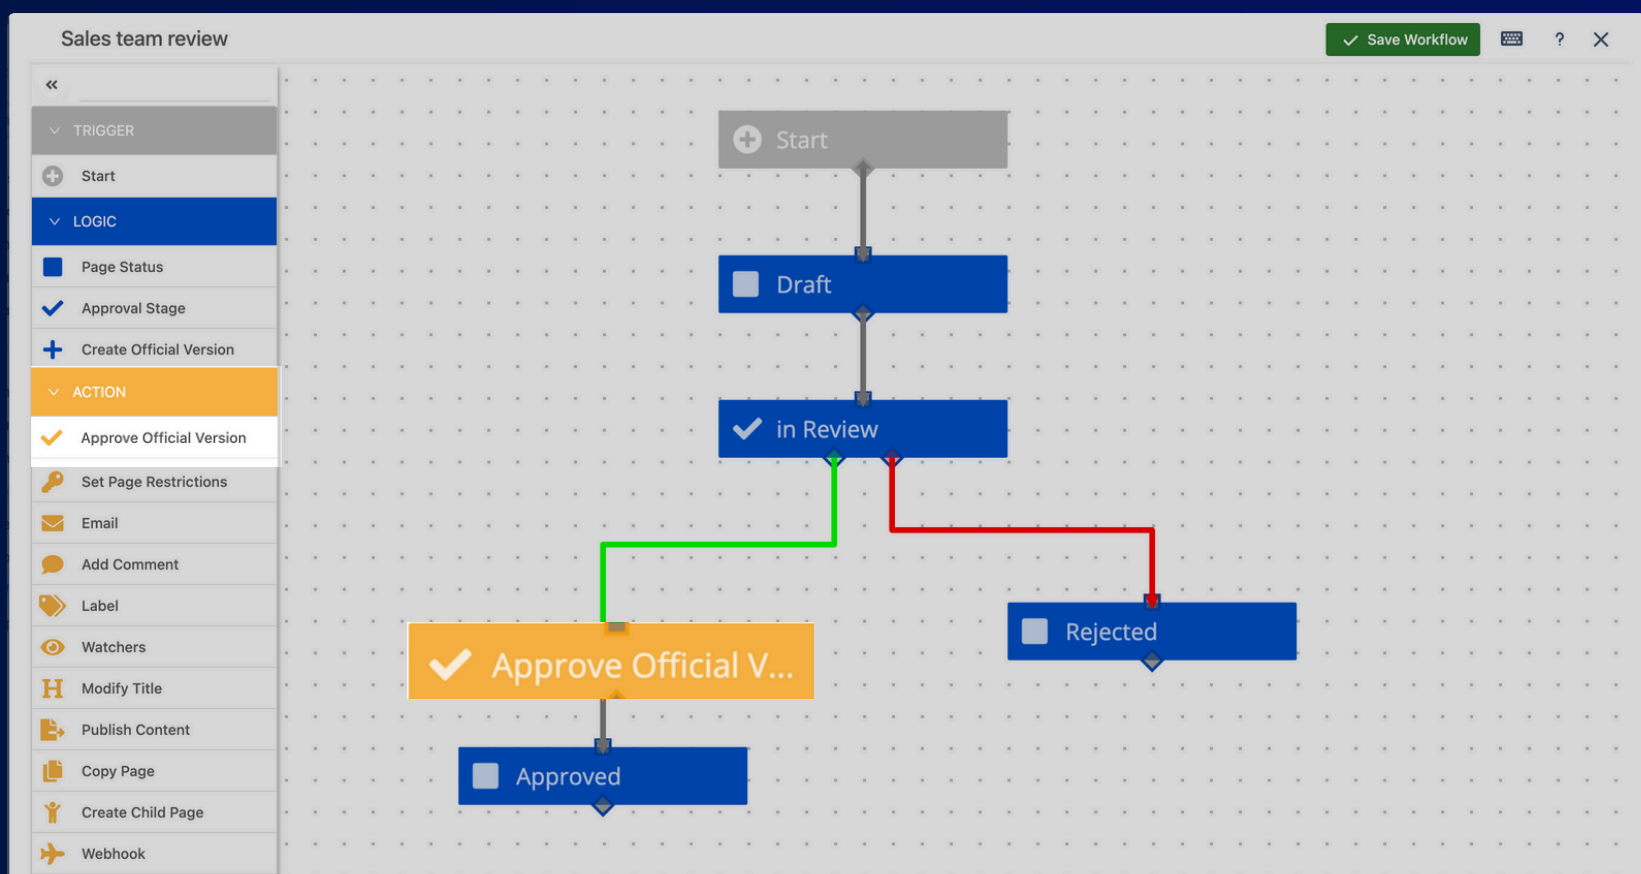 Sales team review
Save Workflow
?
«
TRIGGER
Start
LOGIC
Page Status
Approval Stage
Create Official Version
ACTION
Approve Official Version
Set Page Restrictions
Email
Add Comment
Label
Watchers
Modify Title
Publish Content
Copy Page
Create Child Page
Webhook
Start
Draft
in Review
Approve Official V...
Rejected
Approved